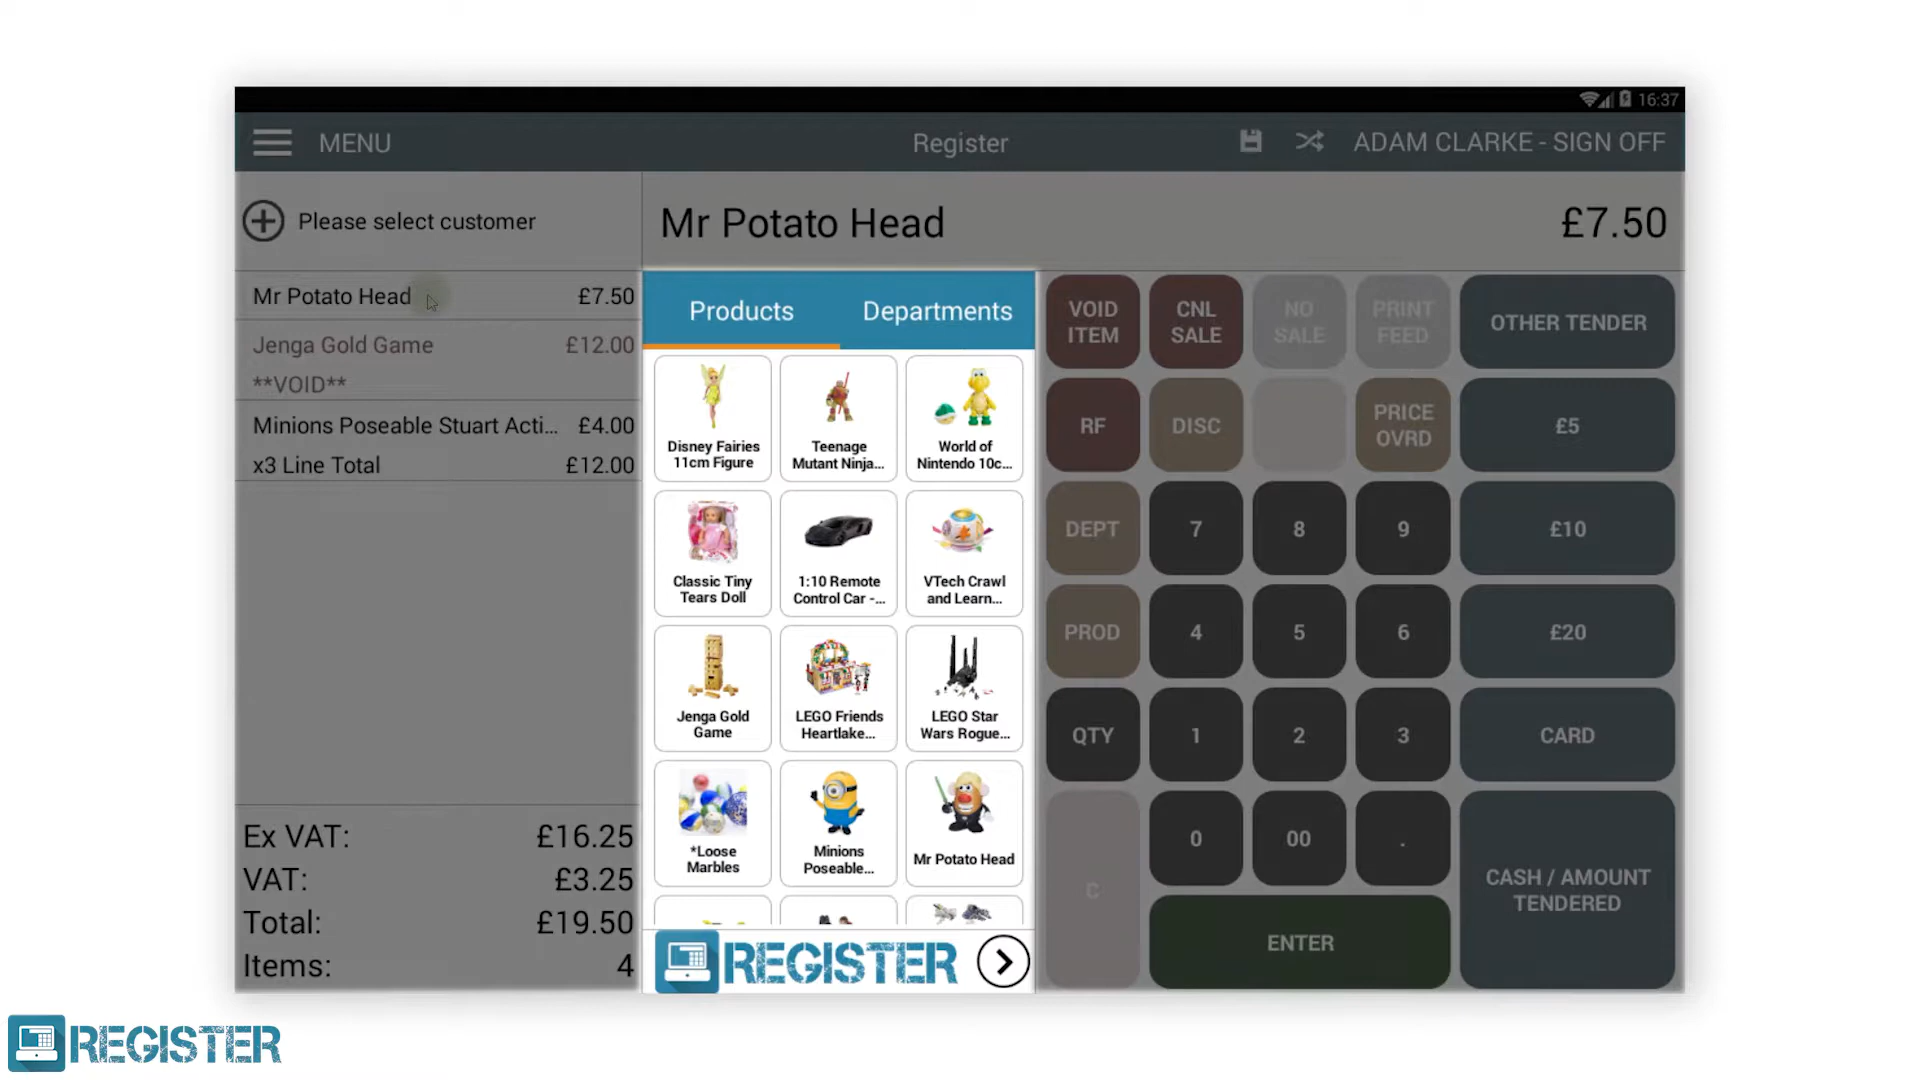 16:37
MENU
Register
ADAM CLARKE - SIGN OFF
Please select customer
Mr Potato Head £7.50
Mr Potato Head £7.50
Jenga Gold Game £12.00
**VOID**
Minions Poseable Stuart Acti... £4.00
x3 Line Total £12.00
Ex VAT: £16.25
VAT: £3.25
Total: £19.50
Items: 4
Products
Departments
Disney Fairies
11cm Figure
Teenage
Mutant Ninja...
World of
Nintendo 10c...
Classic Tiny
Tears Doll
1:10 Remote
Control Car -...
VTech Crawl
and Learn...
Jenga Gold
Game
LEGO Friends
Heartlake...
LEGO Star
Wars Rogue...
*Loose
Marbles
Minions
Poseable...
Mr Potato Head
REGISTER
VOID
ITEM
CNL
SALE
NO
SALE
PRINT
FEED
OTHER TENDER
RF
DISC
PRICE
OVRD
£5
DEPT
7
8
9
£10
PROD
4
5
6
£20
QTY
1
2
3
CARD
C
0
00
.
CASH / AMOUNT
TENDERED
ENTER
REGISTER